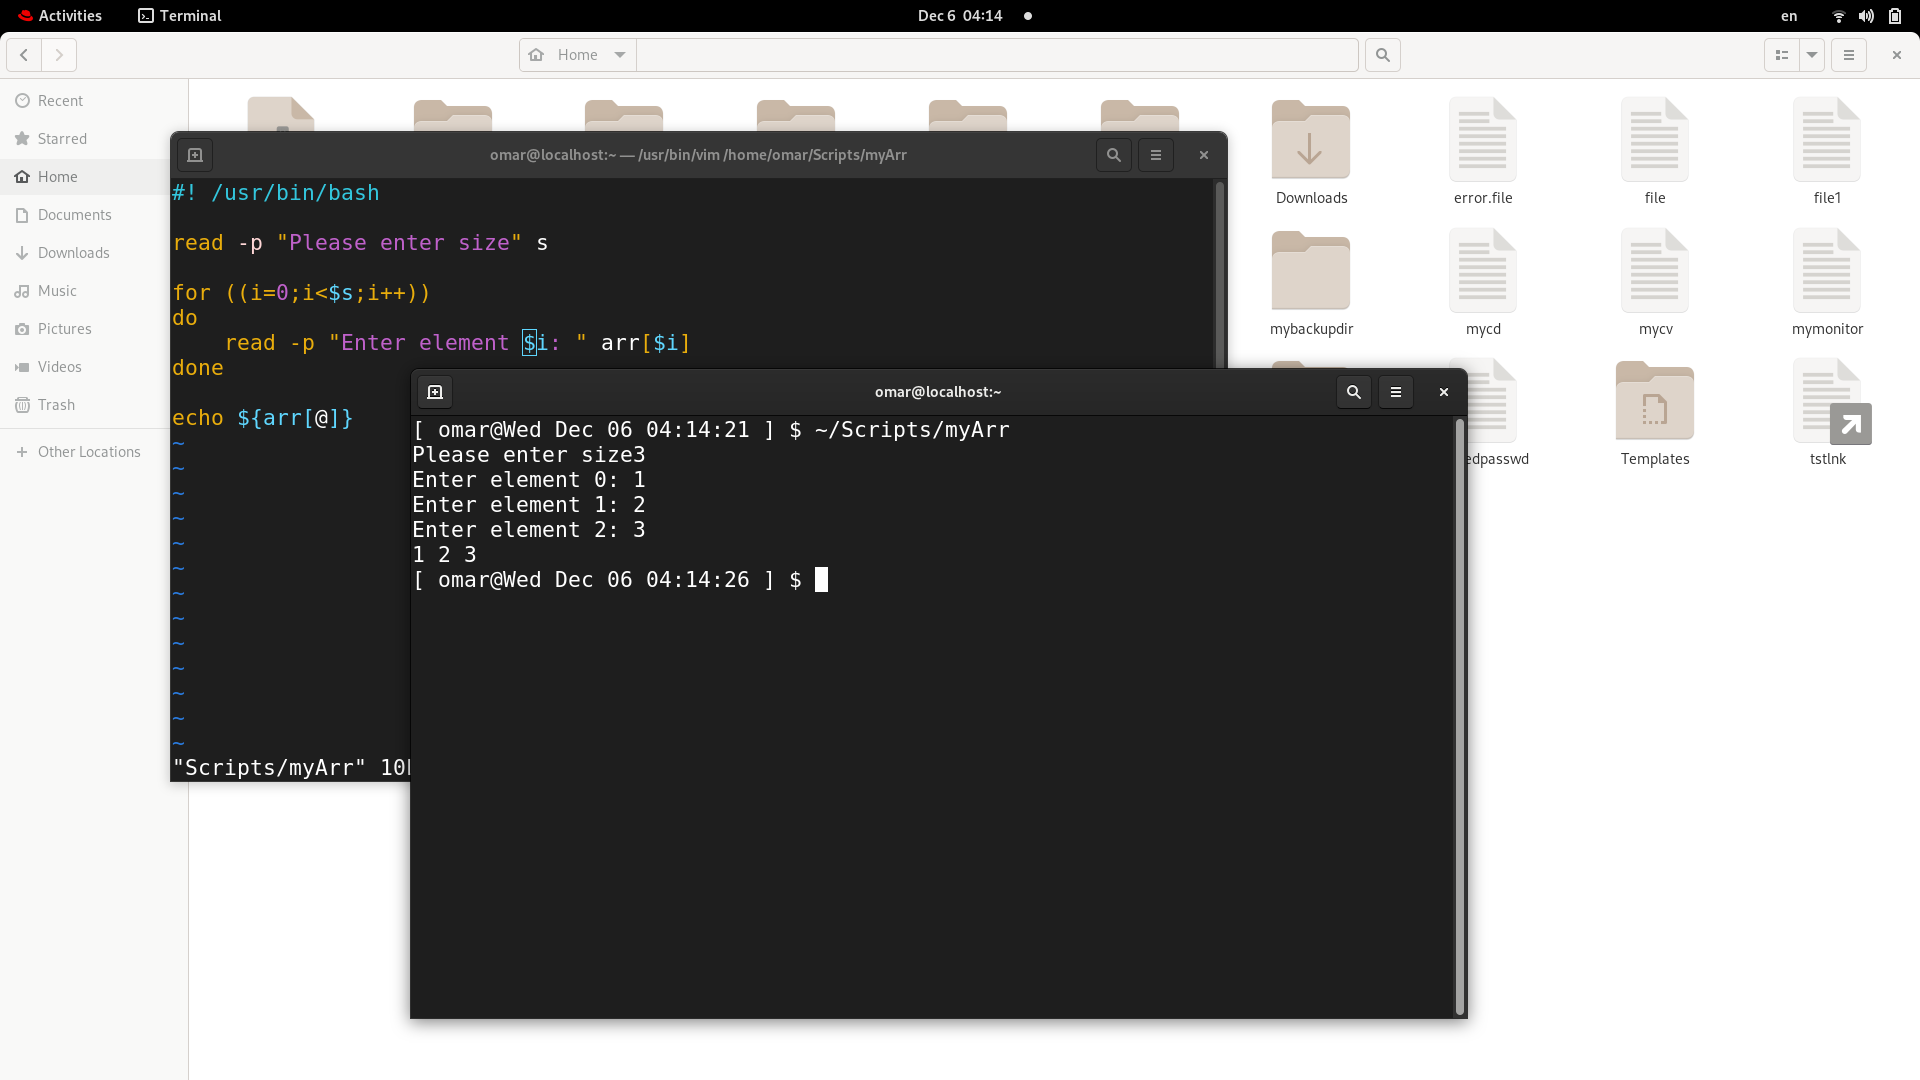 Activities Terminal Dec 6 04:14 en
Home
Recent
Starred
Home
Documents
Downloads
Music
Pictures
Videos
Trash
Other Locations
Downloads error.file file file1
mybackupdir mycd mycv mymonitor
edpasswd Templates tstlnk
omar@localhost:~ — /usr/bin/vim /home/omar/Scripts/myArr
#! /usr/bin/bash
read -p "Please enter size" s
for ((i=0;i<$s;i++))
do
read -p "Enter element $i: " arr[$i]
done
echo ${arr[@]}
~
~
~
~
~
~
~
~
~
~
~
~
~
"Scripts/myArr" 10
omar@localhost:~
[ omar@Wed Dec 06 04:14:21 ] $ ~/Scripts/myArr
Please enter size3
Enter element 0: 1
Enter element 1: 2
Enter element 2: 3
1 2 3
[ omar@Wed Dec 06 04:14:26 ] $